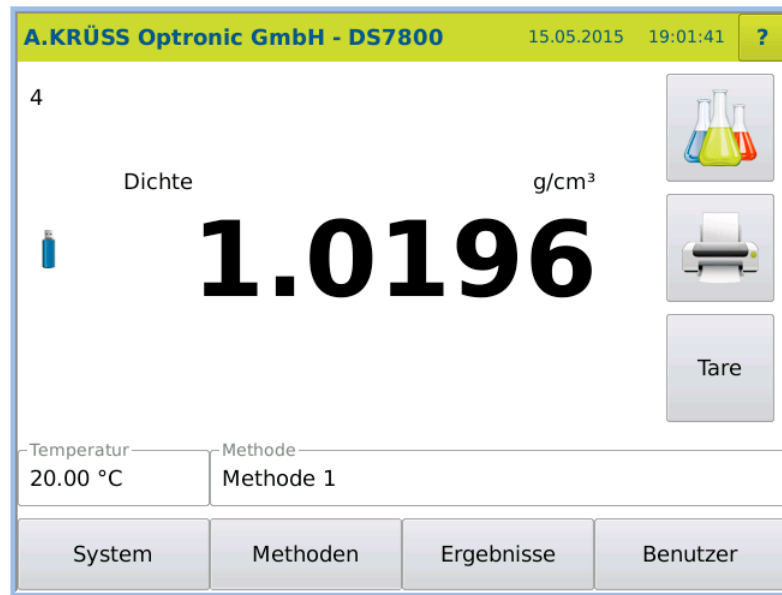 A.KRÜSS Optronic GmbH - DS7800 15.05.2015 19:01:41 ?
4
Dichte g/cm³
1.0196
Tare
Temperatur Methode
20.00 °C Methode 1
System Methoden Ergebnisse Benutzer